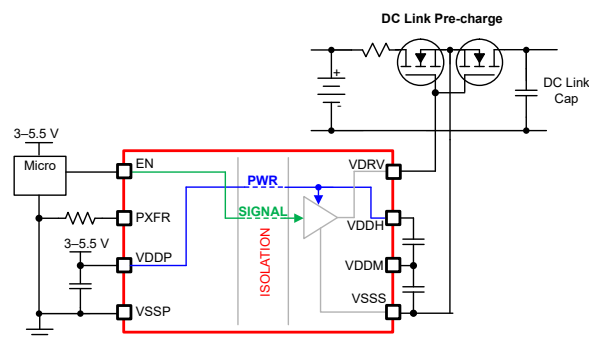 DC Link Pre-charge
+
-
DC Link
Cap
3–5.5 V
Micro
EN
VDRV
PWR
SIGNAL
PXFR
VDDH
3–5.5 V
VDDP
VDDM
ISOLATION
VSSS
VSSP